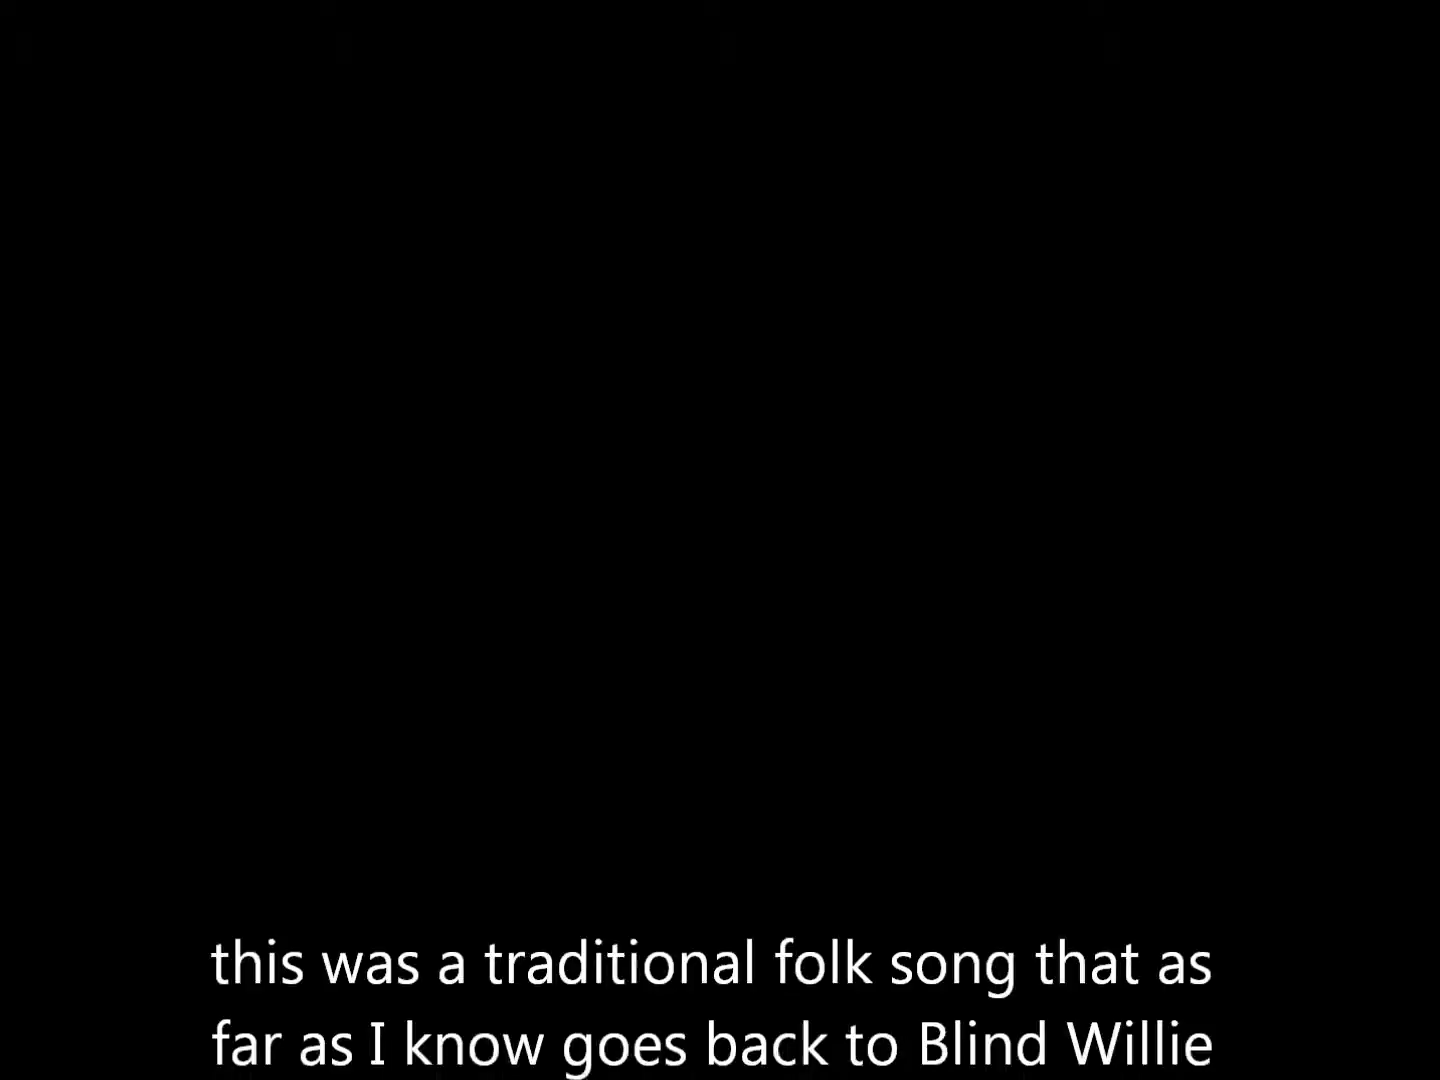 this was a traditional folk song that as
far as I know goes back to Blind Willie